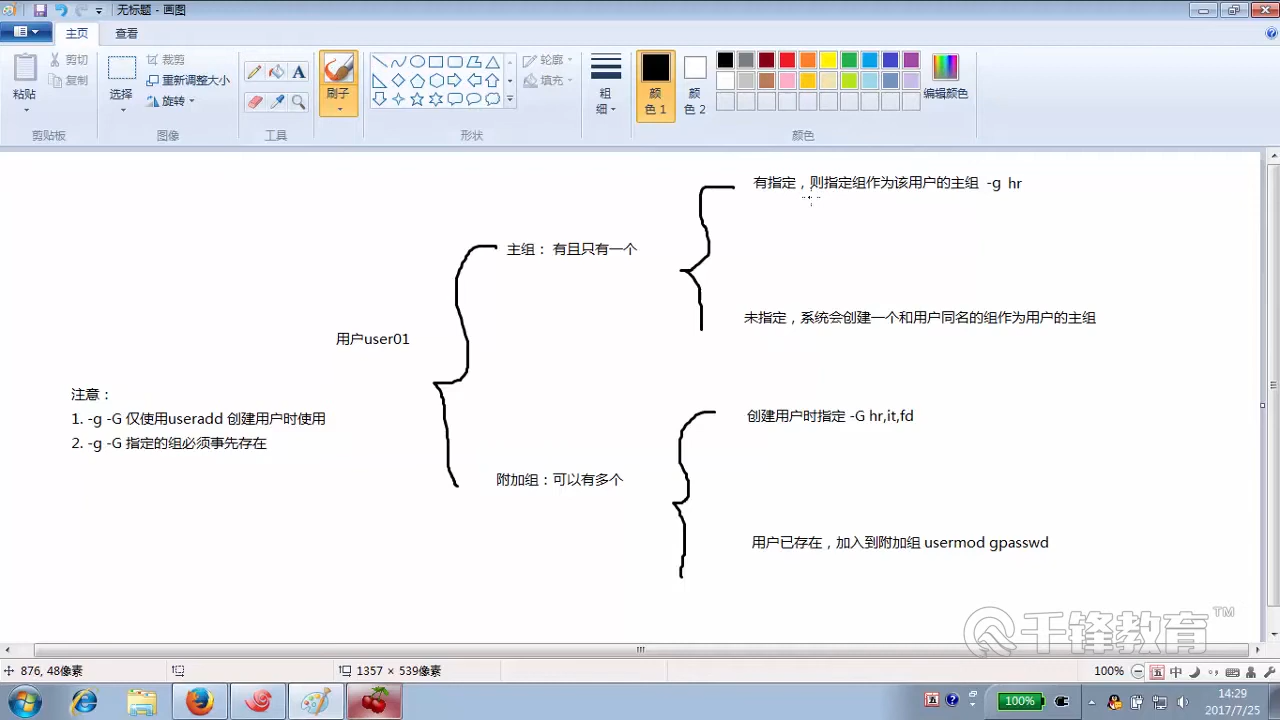 无标题 - 画图
主页
查看
粘贴
剪切
复制
剪贴板
选择
裁剪
重新调整大小
旋转
图像
A
工具
刷子
轮廓
填充
形状
粗
细
颜
色 1
颜
色 2
编辑颜色
颜色
有指定，则指定组作为该用户的主组 -g hr
主组： 有且只有一个
未指定，系统会创建一个和用户同名的组作为用户的主组
用户user01
注意：
1. -g -G 仅使用useradd 创建用户时使用
2. -g -G 指定的组必须事先存在
创建用户时指定 -G hr,it,fd
附加组：可以有多个
用户已存在，加入到附加组 usermod gpasswd
千锋教育™
876, 48像素
1357 × 539像素
100%
五
中
100%
14:29
2017/7/25